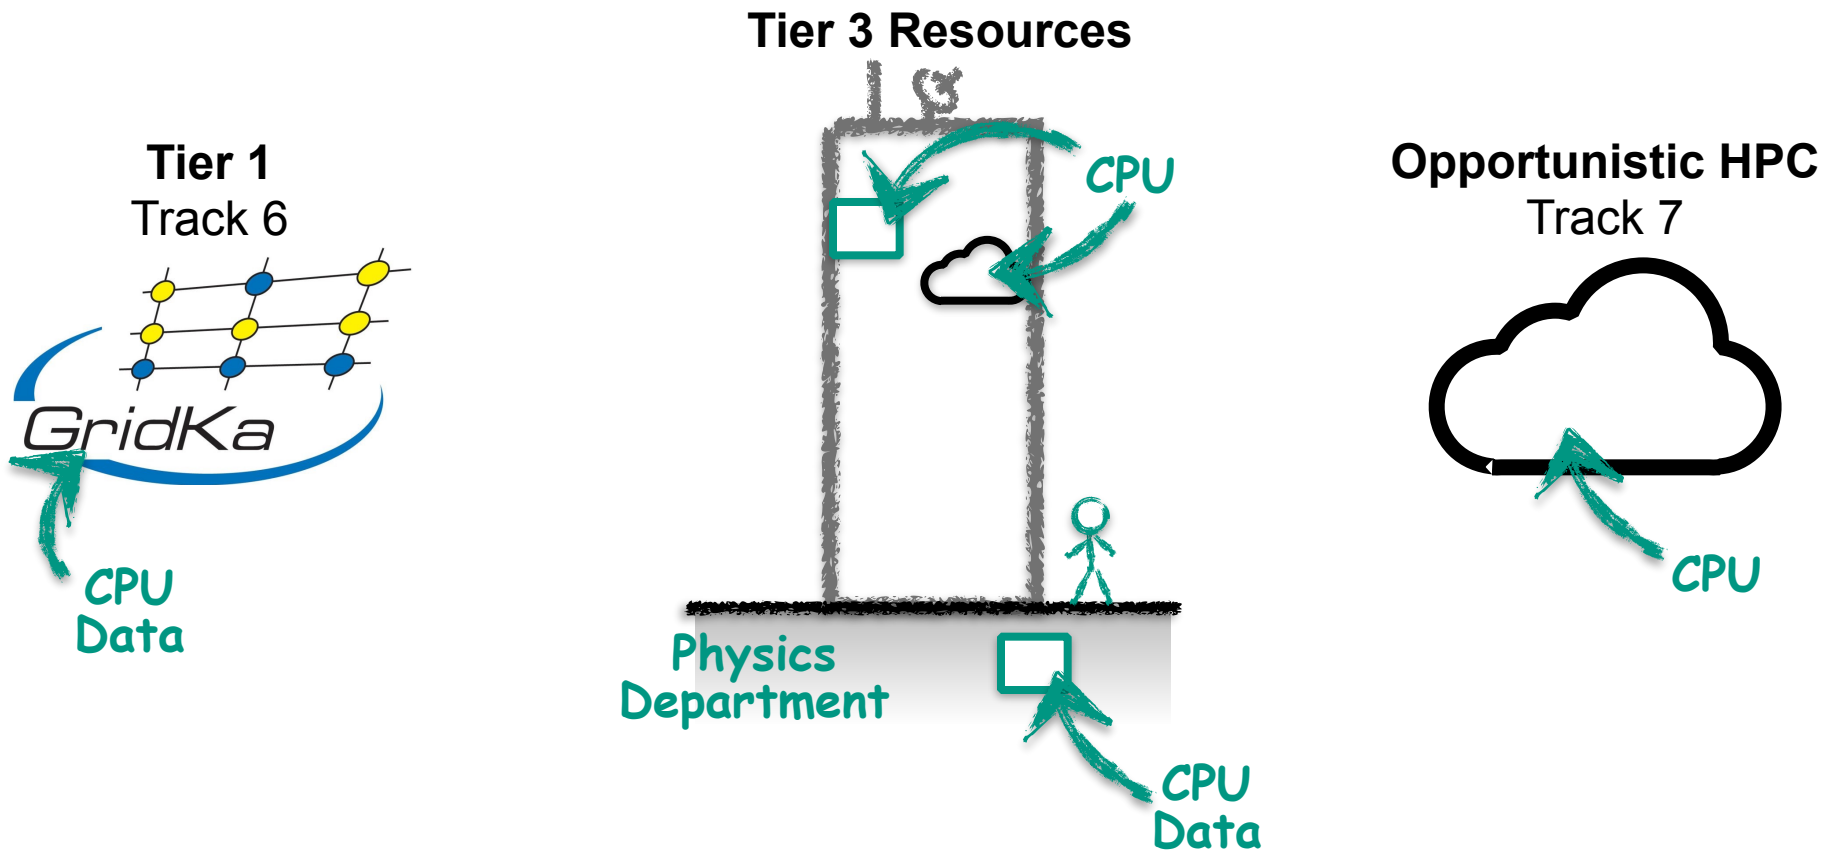 Tier 3 Resources
Tier 1
Track 6
GridKa
CPU
Data
CPU
Physics
Department
CPU
Data
Opportunistic HPC
Track 7
CPU